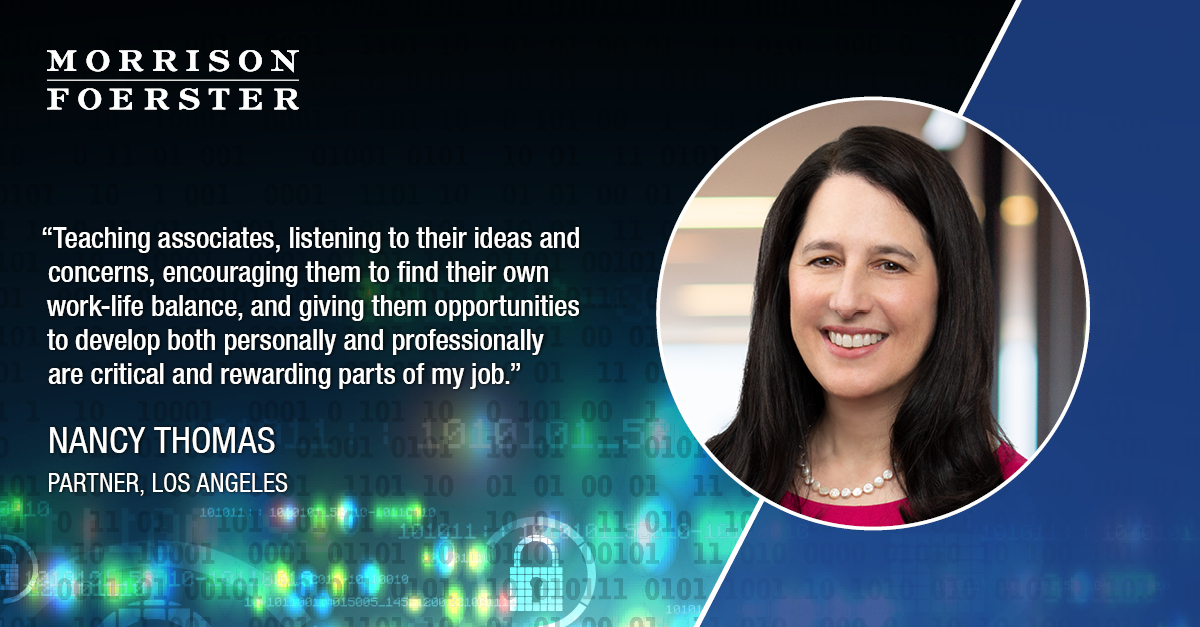 MORRISON
FOERSTER
“Teaching associates, listening to their ideas and
concerns, encouraging them to find their own
work-life balance, and giving them opportunities
to develop both personally and professionally
are critical and rewarding parts of my job.”
NANCY THOMAS
PARTNER, LOS ANGELES